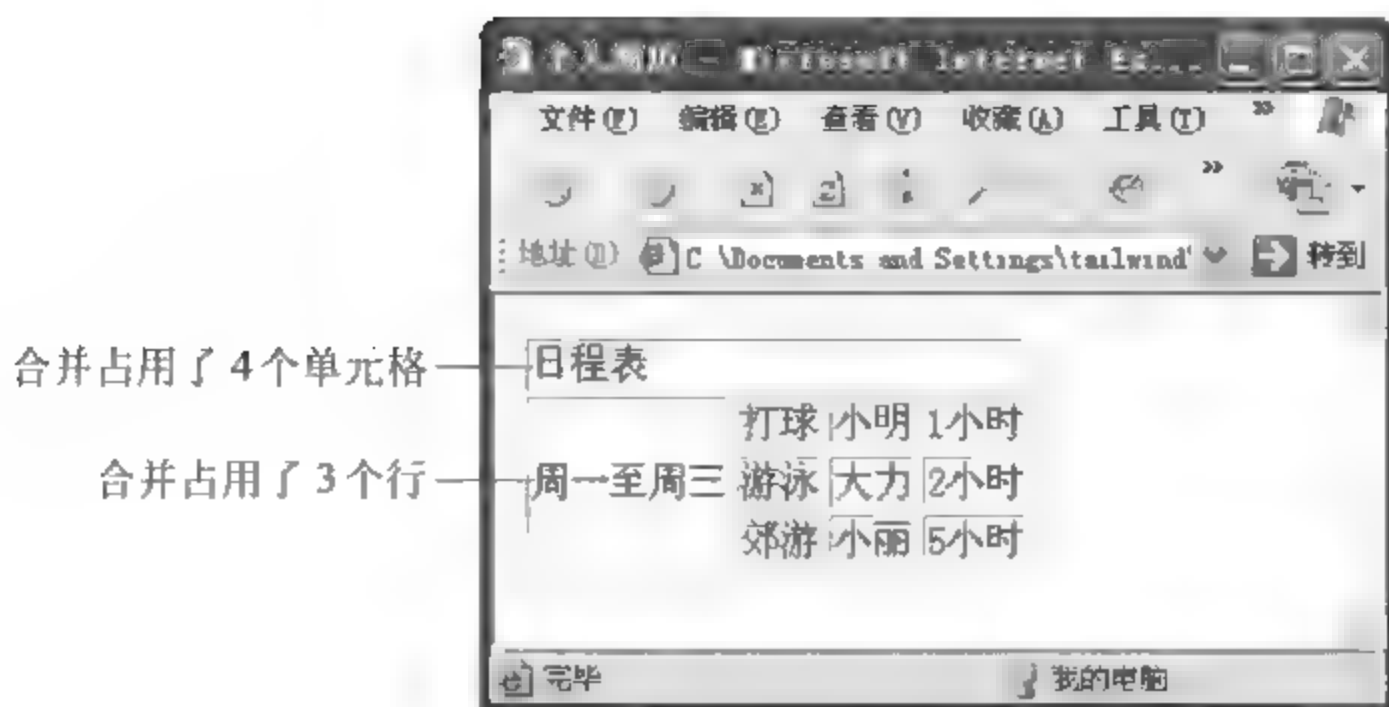 Microsoft Internet Ex...
文件(F) 编辑(E) 查看(V) 收藏(A) 工具(T) »
»
地址(D) C \Documents and Settings\tailwind 转到
合并占用了4个单元格 日程表
打球 小明 1小时
合并占用了3个行 周一至周三 游泳 大力 2小时
郊游 小丽 5小时
完毕 我的电脑